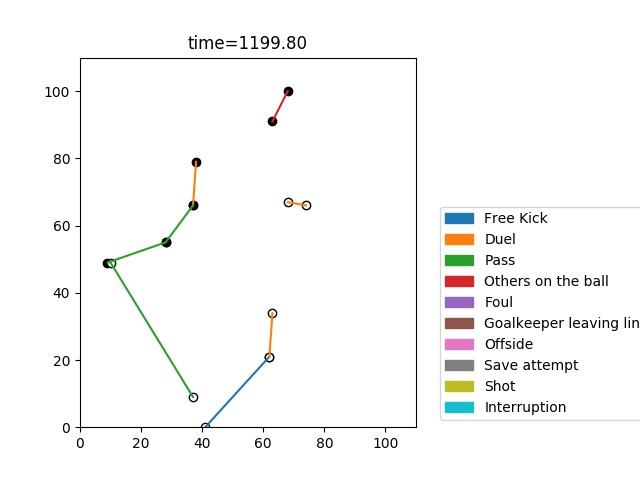 time=1199.80
100
80
60
40
20
0
0 20 40 60 80 100
Free Kick
Duel
Pass
Others on the ball
Foul
Goalkeeper leaving lin
Offside
Save attempt
Shot
Interruption